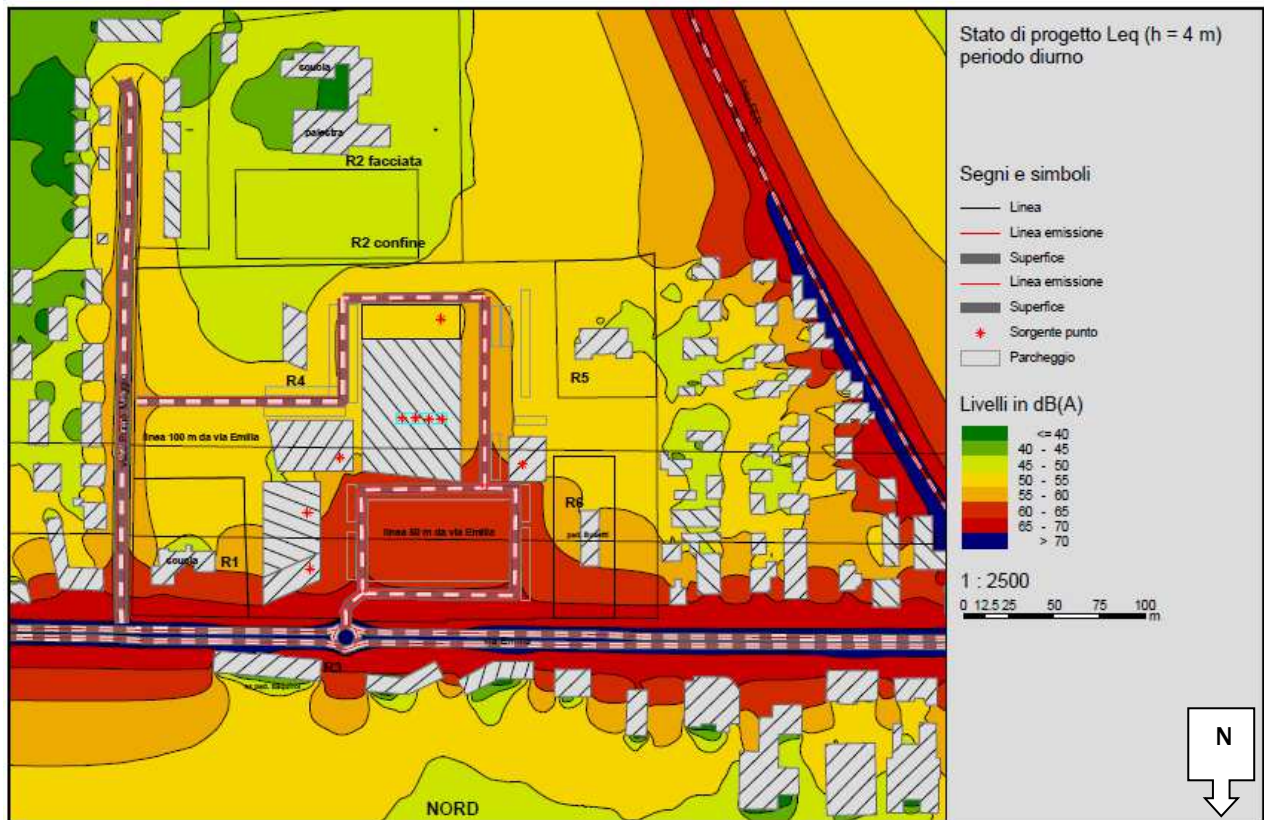 Stato di progetto Leq (h = 4 m)
periodo diurno
Segni e simboli
Linea
Linea emissione
Superfice
Linea emissione
Superfice
Sorgente punto
Parcheggio
Livelli in dB(A)
<= 40
40 - 45
45 - 50
50 - 55
55 - 60
60 - 65
65 - 70
> 70
1 : 2500
0 12.5 25 50 75 100
m
N
scuola
palestra
R2 facciata
R2 confine
R4
R5
linea 100 m da via Emilia
R6
linea 50 m da via Emilia
scuola
R1
via Emilia
R3
NORD